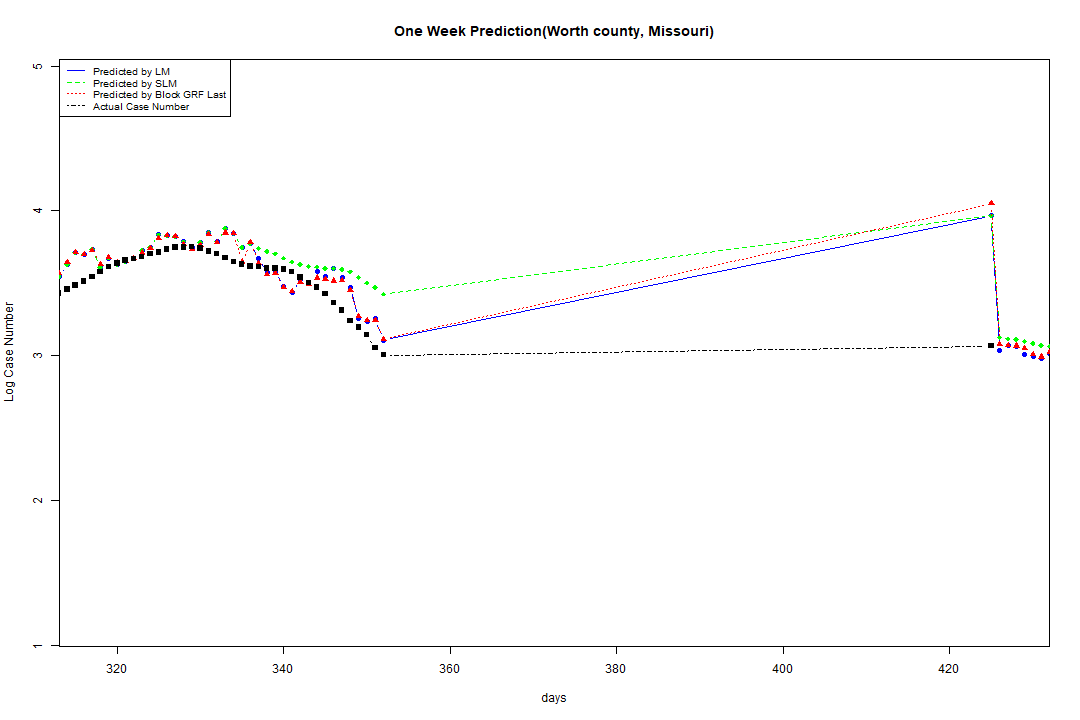 One Week Prediction(Worth county, Missouri)
Predicted by LM
Predicted by SLM
Predicted by Block GRF Last
Actual Case Number
5
4
3
2
1
Log Case Number
320 340 360 380 400 420
days